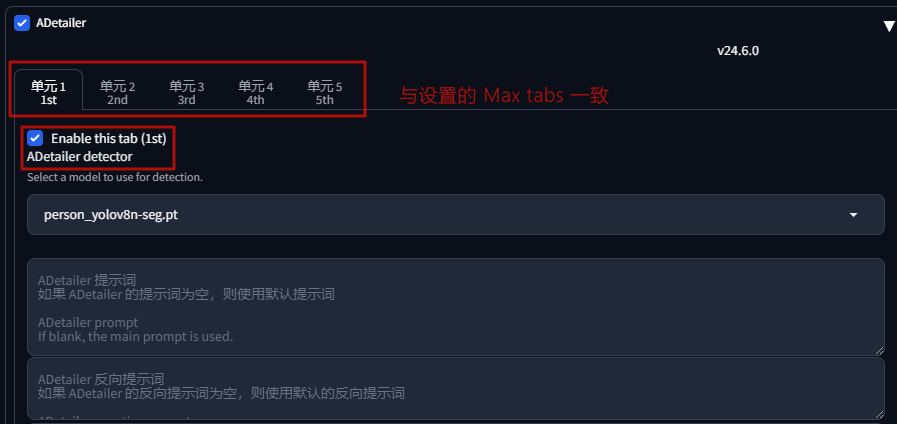 ADetailer
v24.6.0
单元 1 单元 2 单元 3 单元 4 单元 5
1st 2nd 3rd 4th 5th
与设置的 Max tabs 一致
Enable this tab (1st)
ADetailer detector
Select a model to use for detection.
person_yolov8n-seg.pt
ADetailer 提示词
如果 ADetailer 的提示词为空，则使用默认提示词
ADetailer prompt
If blank, the main prompt is used.
ADetailer 反向提示词
如果 ADetailer 的反向提示词为空，则使用默认的反向提示词